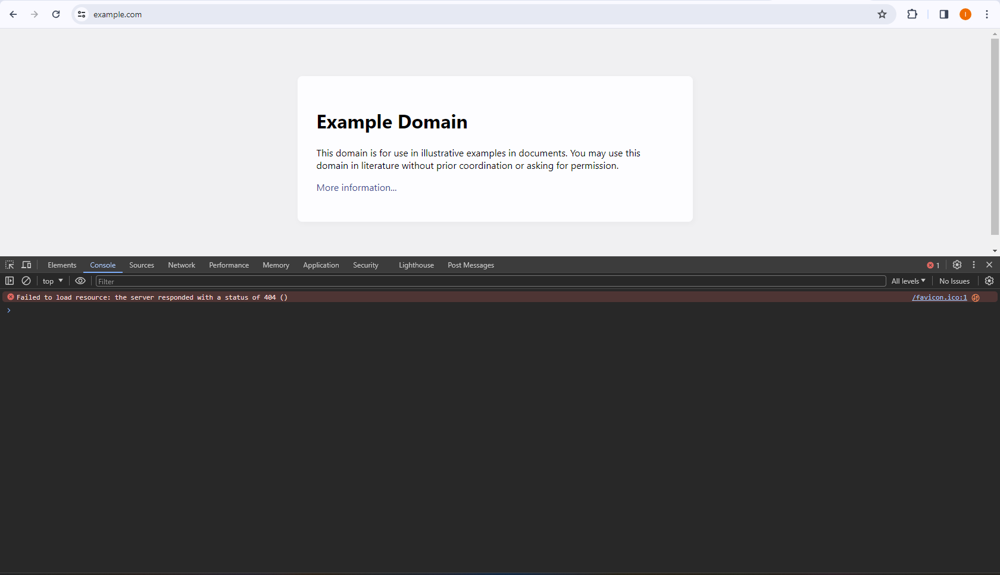 example.com
I
Example Domain
This domain is for use in illustrative examples in documents. You may use this
domain in literature without prior coordination or asking for permission.
More information...
Elements Console Sources Network Performance Memory Application Security Lighthouse Post Messages 1
top Filter All levels No Issues
Failed to load resource: the server responded with a status of 404 () /favicon.ico:1